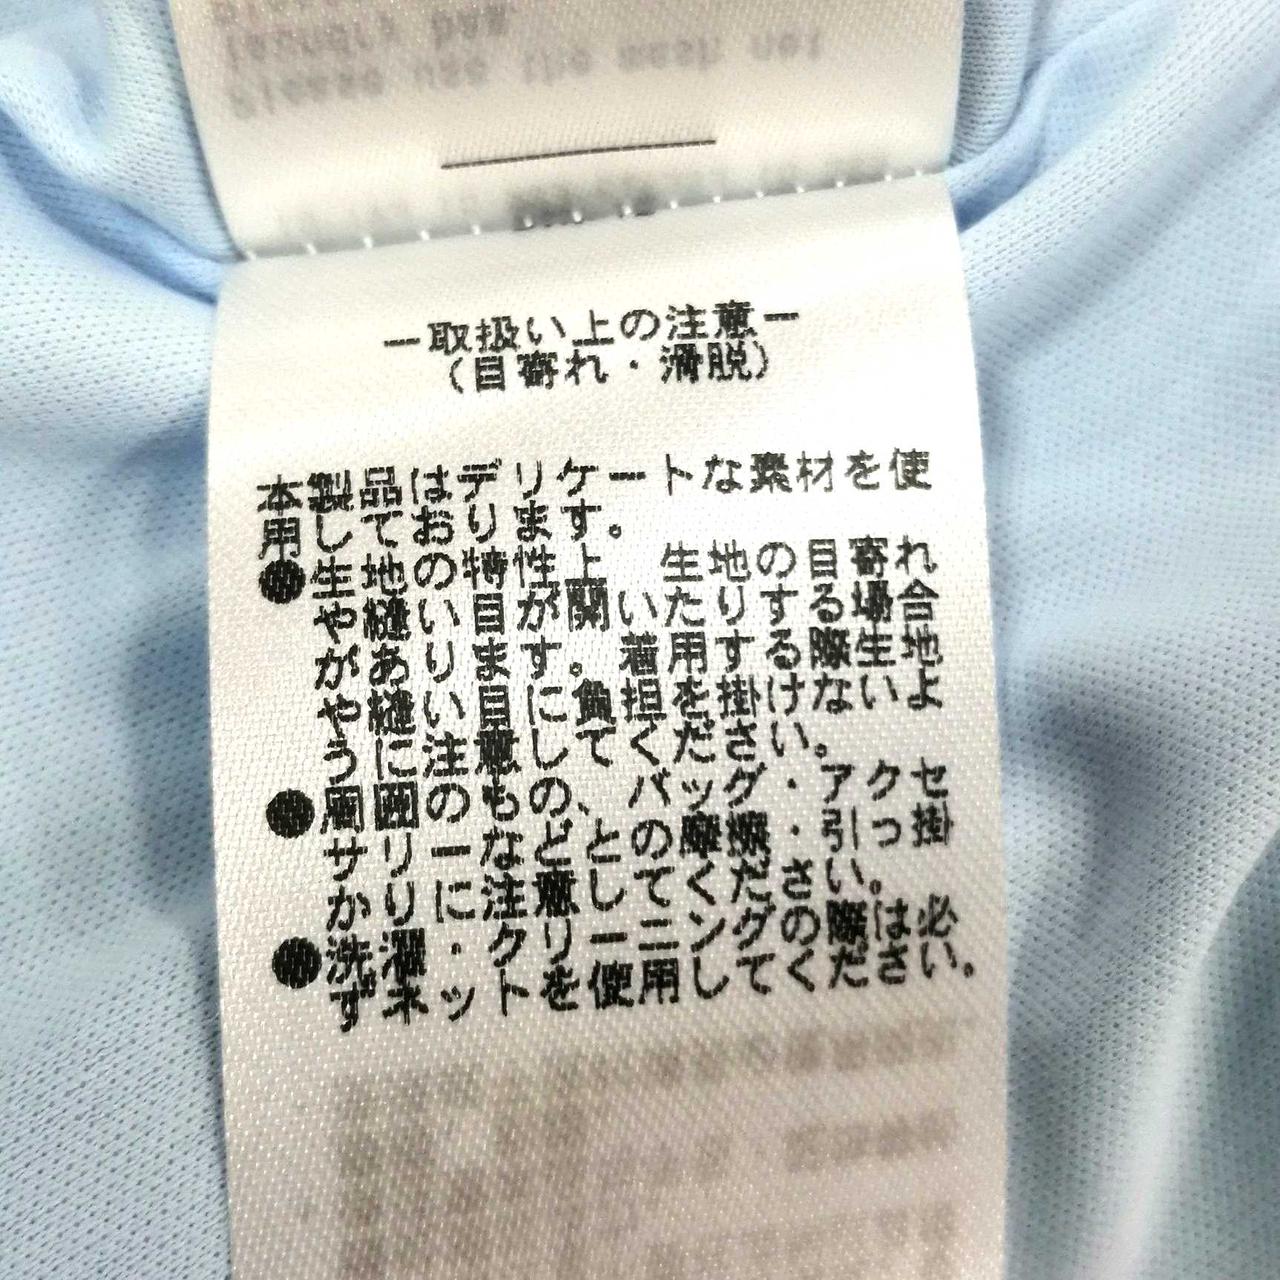 ー取扱い上の注意ー
(目寄れ・滑脱)
本製品はデリケートな素材を使
用しております。
●生地の特性上 生地の目寄れ
や縫い目が開いたりする場合
があります。着用する際生地
や縫い目に負担を掛けないよ
うに注意して ください。
●周囲のもの、バッグ・アクセ
サリーなど との摩擦・引っ掛
かりに注意してください。
●洗濯・クリーニングの際は必
ずネットを使用してください。